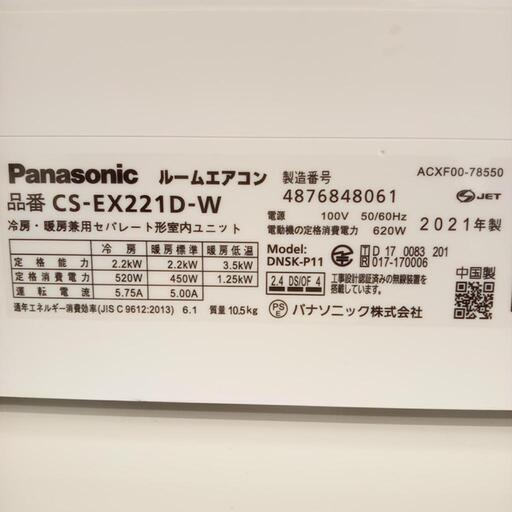 Panasonic ルームエアコン
品番 CS-EX221D-W
冷房・暖房兼用セパレート形室内ユニット
冷房 暖房標準 暖房低温
定格能力 2.2kW 2.2kW 3.5kW
定格消費電力 520W 450W 1.25kW
運転電流 5.75A 5.00A
通年エネルギー消費効率(JIS C 9612:2013) 6.1 質量 10.5kg
製造番号
4876848061
ACXF00-78550
JET
電源 100V 50/60Hz
電動機の定格消費電力 620W
2021年製
Model:
DNSK-P11
T D 17 0083 201
R 017-170006
2.4 DS/OF 4
工事設計認証済みの無線設備を
内蔵しています。
中国製
PSE
パナソニック株式会社